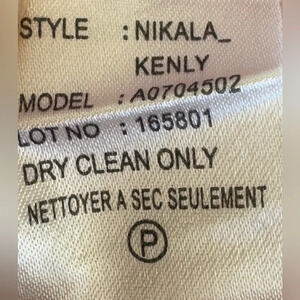 STYLE : NIKALA_
KENLY
MODEL : A0704502
LOT NO : 165801
DRY CLEAN ONLY
NETTOYER A SEC SEULEMENT
P